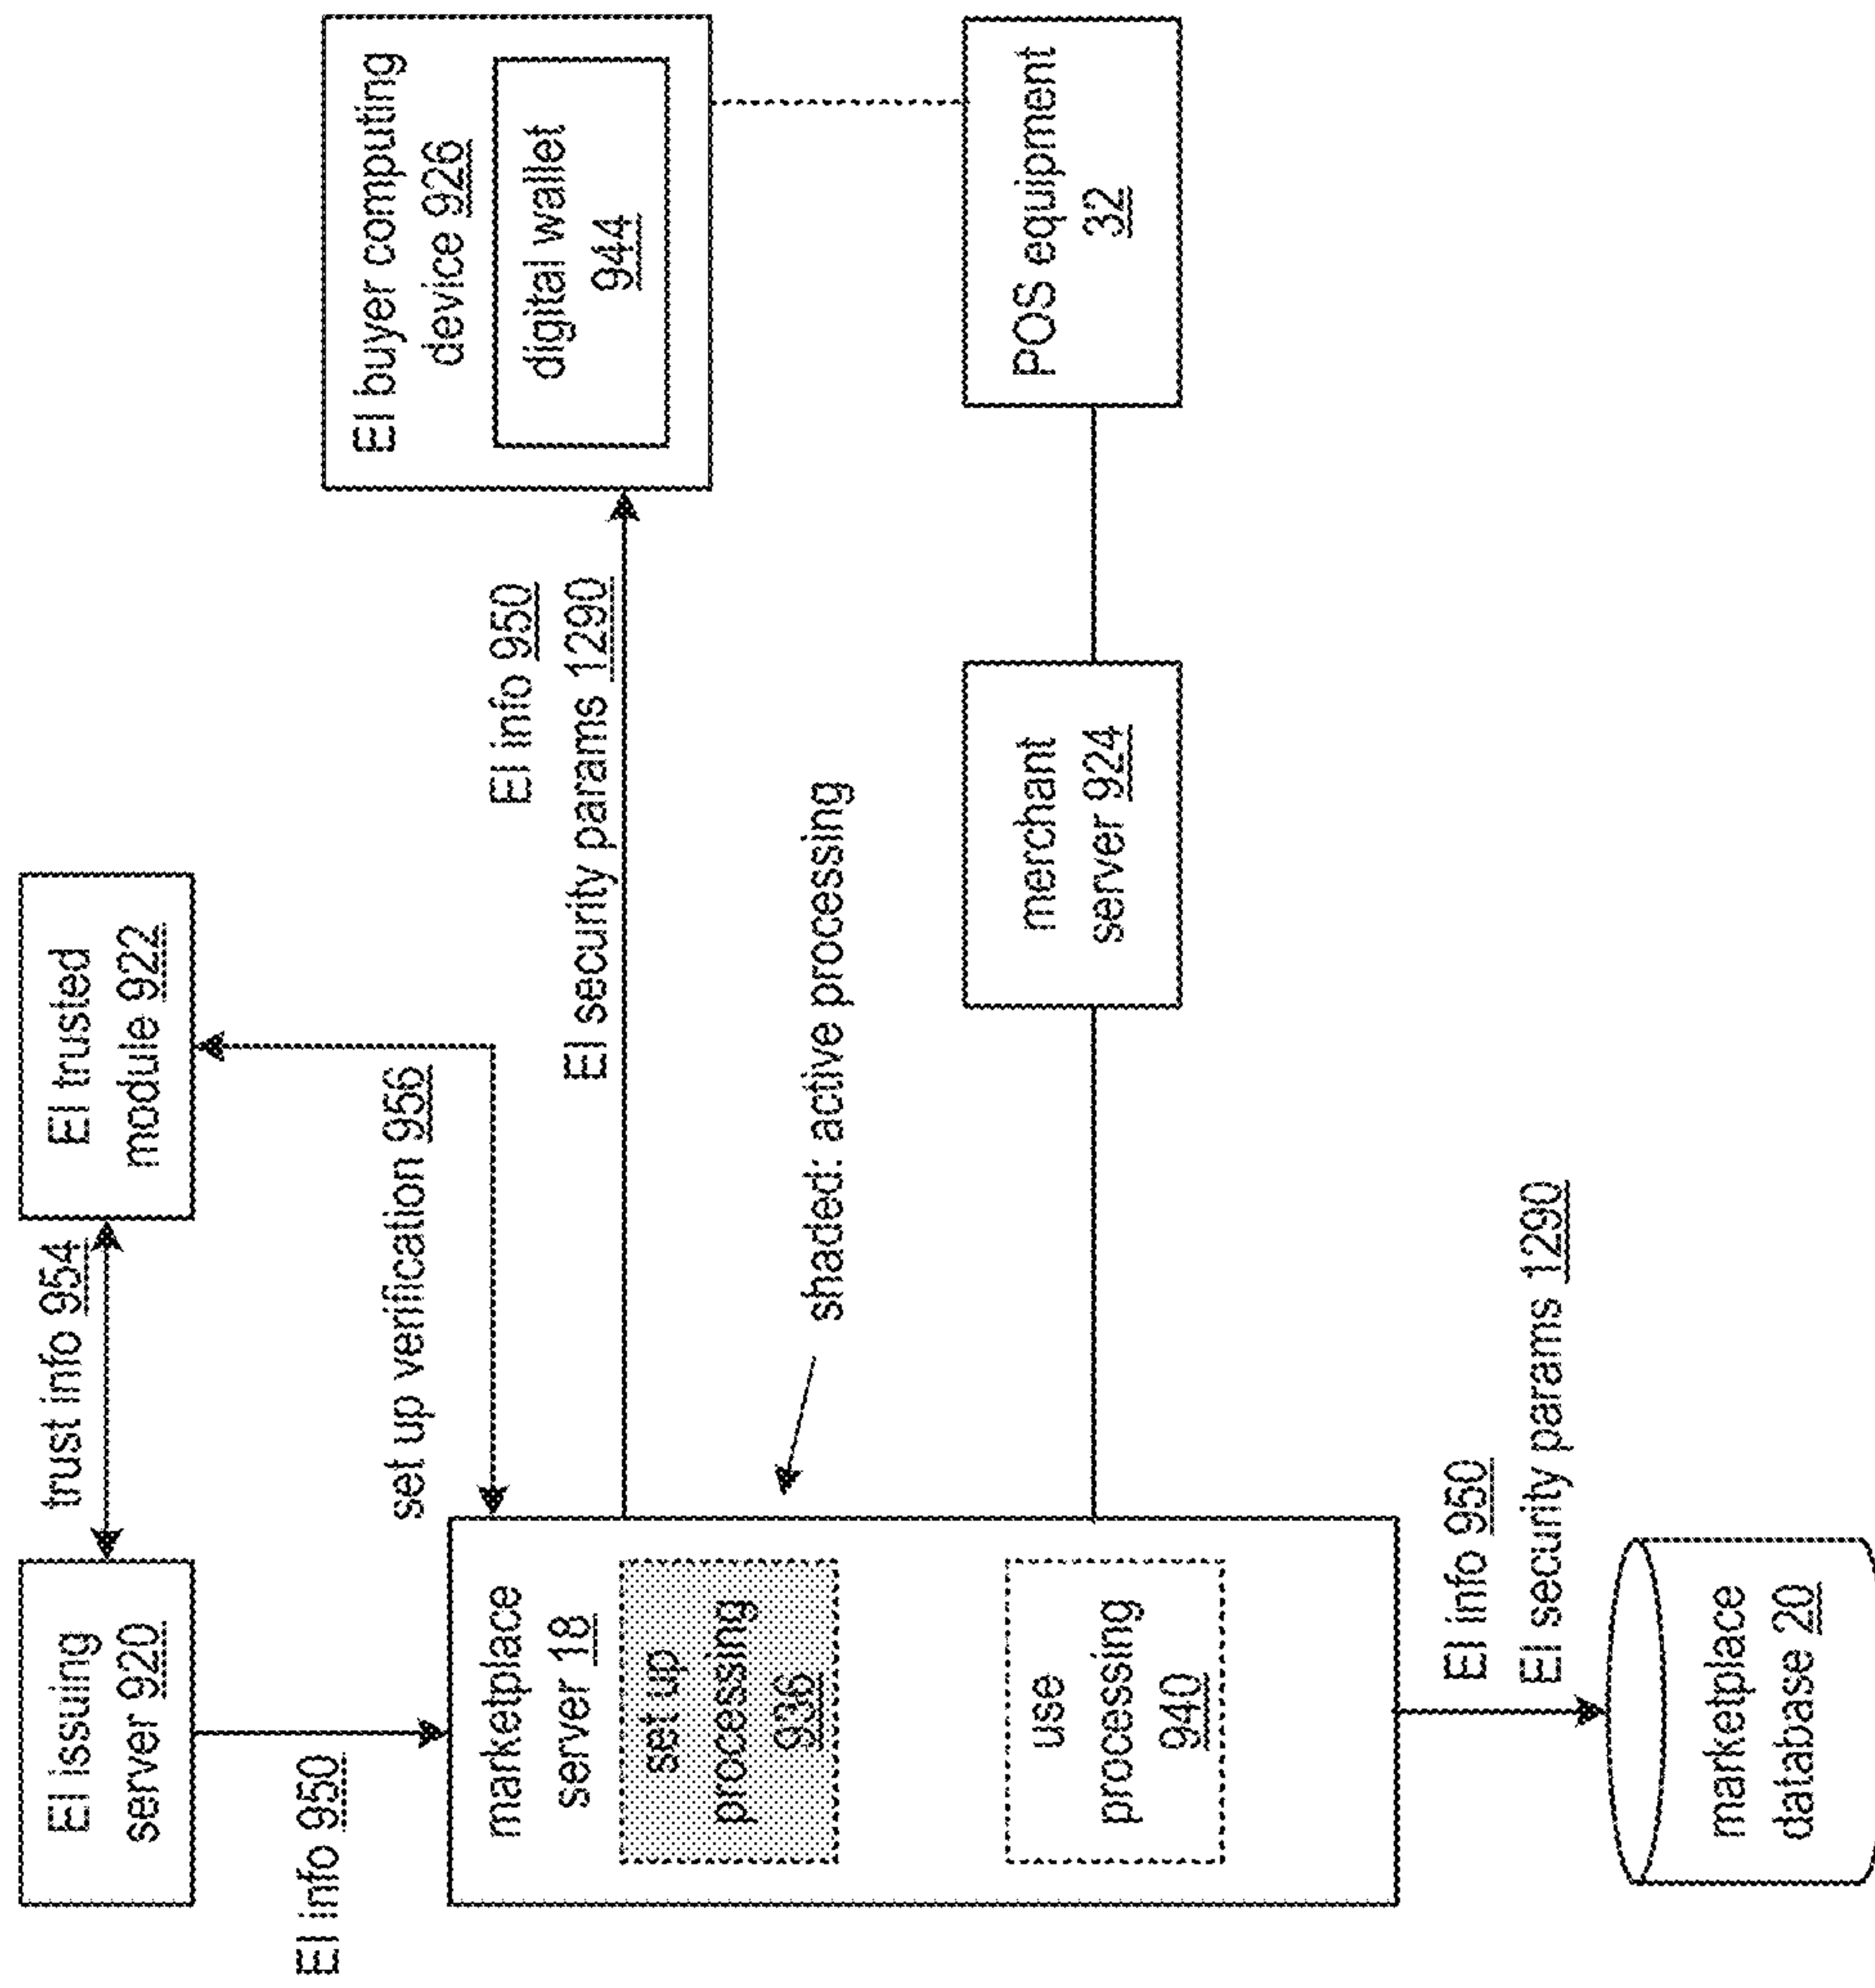 EI issuing
server 920
trust info 954
EI trusted
module 922
EI info 950
set up verification 956
EI buyer computing
device 926
digital wallet
944
EI info 950
EI security params 1290
marketplace
server 18
set up
processing
936
shaded: active processing
use
processing
940
merchant
server 924
POS equipment
32
EI info 950
EI security params 1290
marketplace
database 20